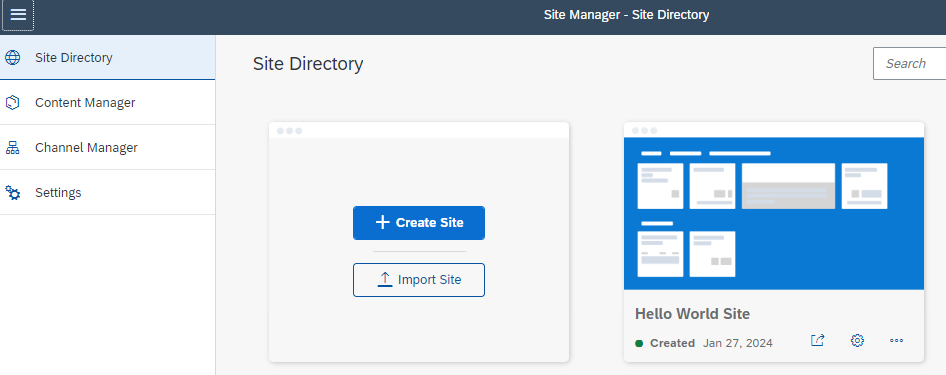 Site Manager - Site Directory
Site Directory
Content Manager
Channel Manager
Settings
Site Directory
Search
Create Site
Import Site
Hello World Site
Created Jan 27, 2024